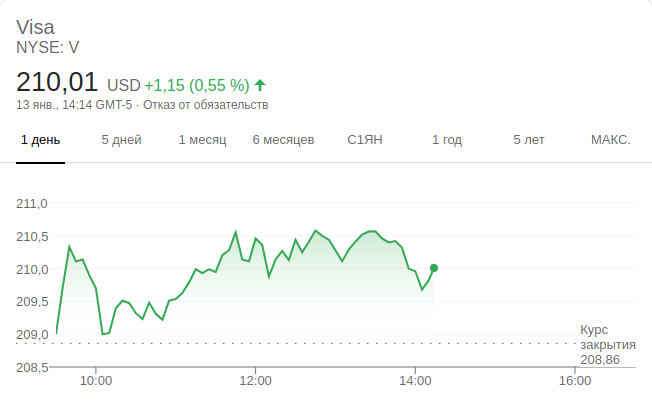 Visa
NYSE: V
210,01 USD +1,15 (0,55 %)
13 янв., 14:14 GMT-5 · Отказ от обязательств
1 день 5 дней 1 месяц 6 месяцев С1ЯН 1 год 5 лет МАКС.
211,0
210,5
210,0
209,5
209,0
Курс
закрытия
208,86
208,5
10:00 12:00 14:00 16:00